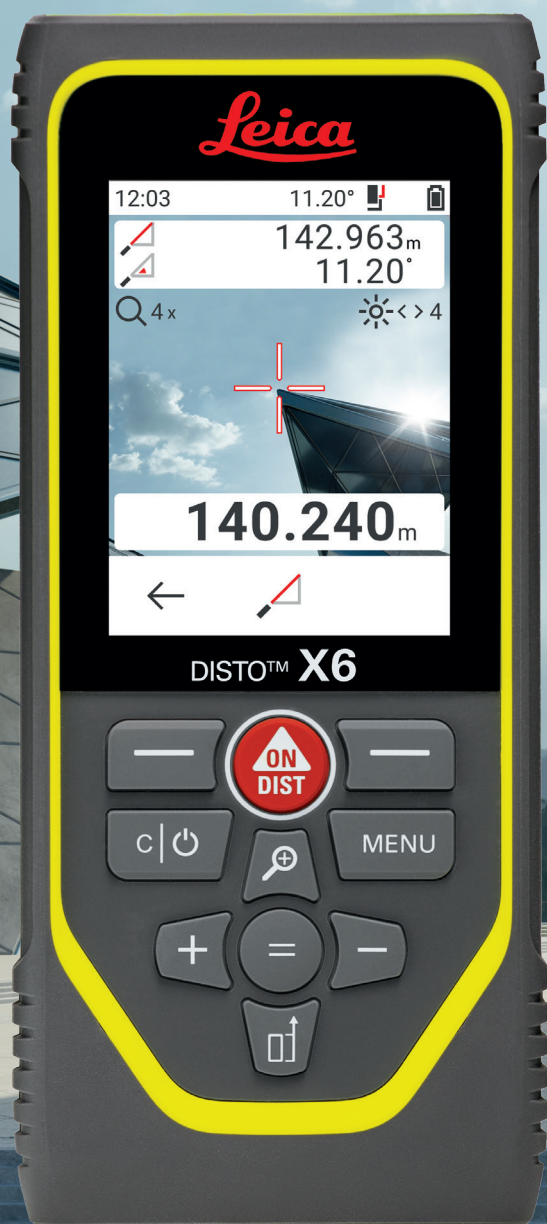 Leica
12:03 11.20°
142.963m
11.20°
4x < > 4
140.240m
DISTO™ X6
ON
DIST
C MENU
+ = -